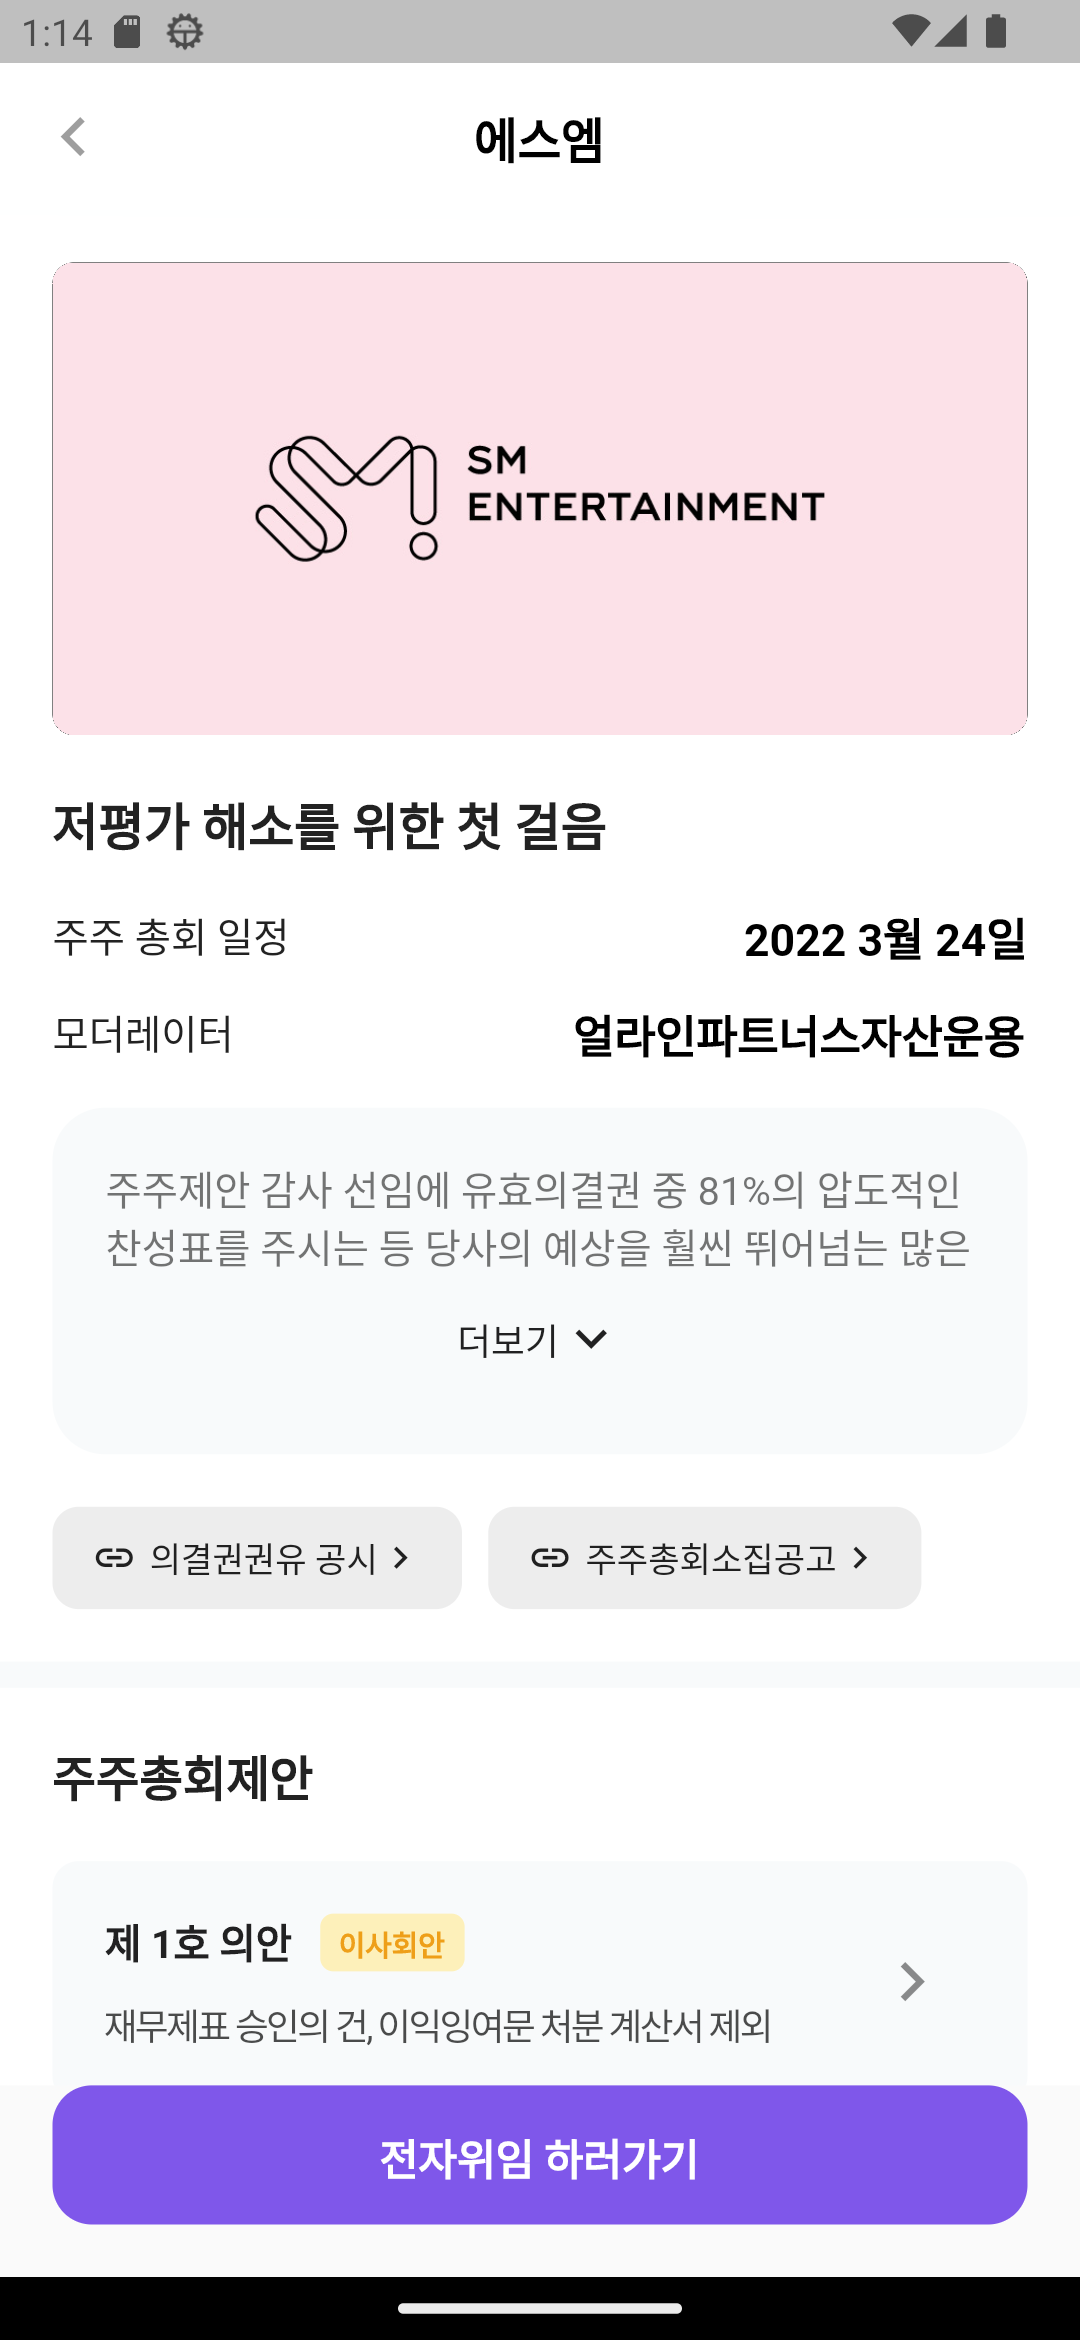 1:14
에스엠
SM
ENTERTAINMENT
저평가 해소를 위한 첫 걸음
주주 총회 일정
2022 3월 24일
모더레이터
얼라인파트너스자산운용
주주제안 감사 선임에 유효의결권 중 81%의 압도적인
찬성표를 주시는 등 당사의 예상을 훨씬 뛰어넘는 많은
더보기
의결권권유 공시
주주총회소집공고
주주총회제안
제 1호 의안
이사회안
재무제표 승인의 건, 이익잉여문 처분 계산서 제외
전자위임 하러가기